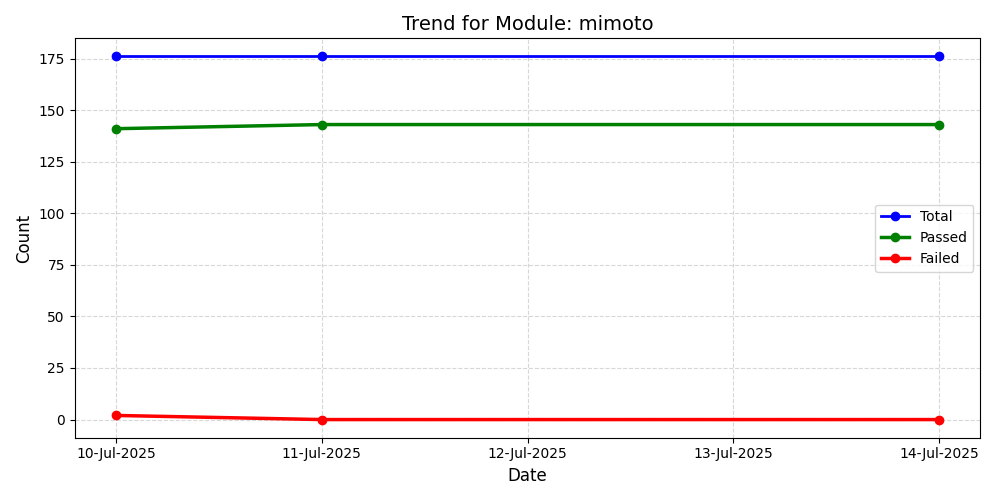 Trend for Module: mimoto
Count
175
150
125
100
75
50
25
0
Total
Passed
Failed
10-Jul-2025
11-Jul-2025
12-Jul-2025
13-Jul-2025
14-Jul-2025
Date